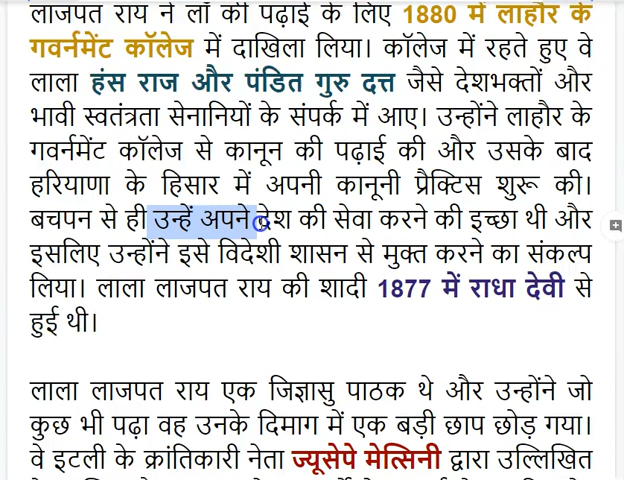 लाजपत राय ने लॉ की पढ़ाई के लिए 1880 में लाहौर के
गवर्नमेंट कॉलेज में दाखिला लिया। कॉलेज में रहते हुए वे
लाला हंस राज और पंडित गुरु दत्त जैसे देशभक्तों और
भावी स्वतंत्रता सेनानियों के संपर्क में आए। उन्होंने लाहौर के
गवर्नमेंट कॉलेज से कानून की पढ़ाई की और उसके बाद
हरियाणा के हिसार में अपनी कानूनी प्रैक्टिस शुरू की।
बचपन से ही उन्हें अपने देश की सेवा करने की इच्छा थी और
इसलिए उन्होंने इसे विदेशी शासन से मुक्त करने का संकल्प
लिया। लाला लाजपत राय की शादी 1877 में राधा देवी से
हुई थी।
लाला लाजपत राय एक जिज्ञासु पाठक थे और उन्होंने जो
कुछ भी पढ़ा वह उनके दिमाग में एक बड़ी छाप छोड़ गया।
वे इटली के क्रांतिकारी नेता ज्यूसेपे मेत्सिनी द्वारा उल्लिखित